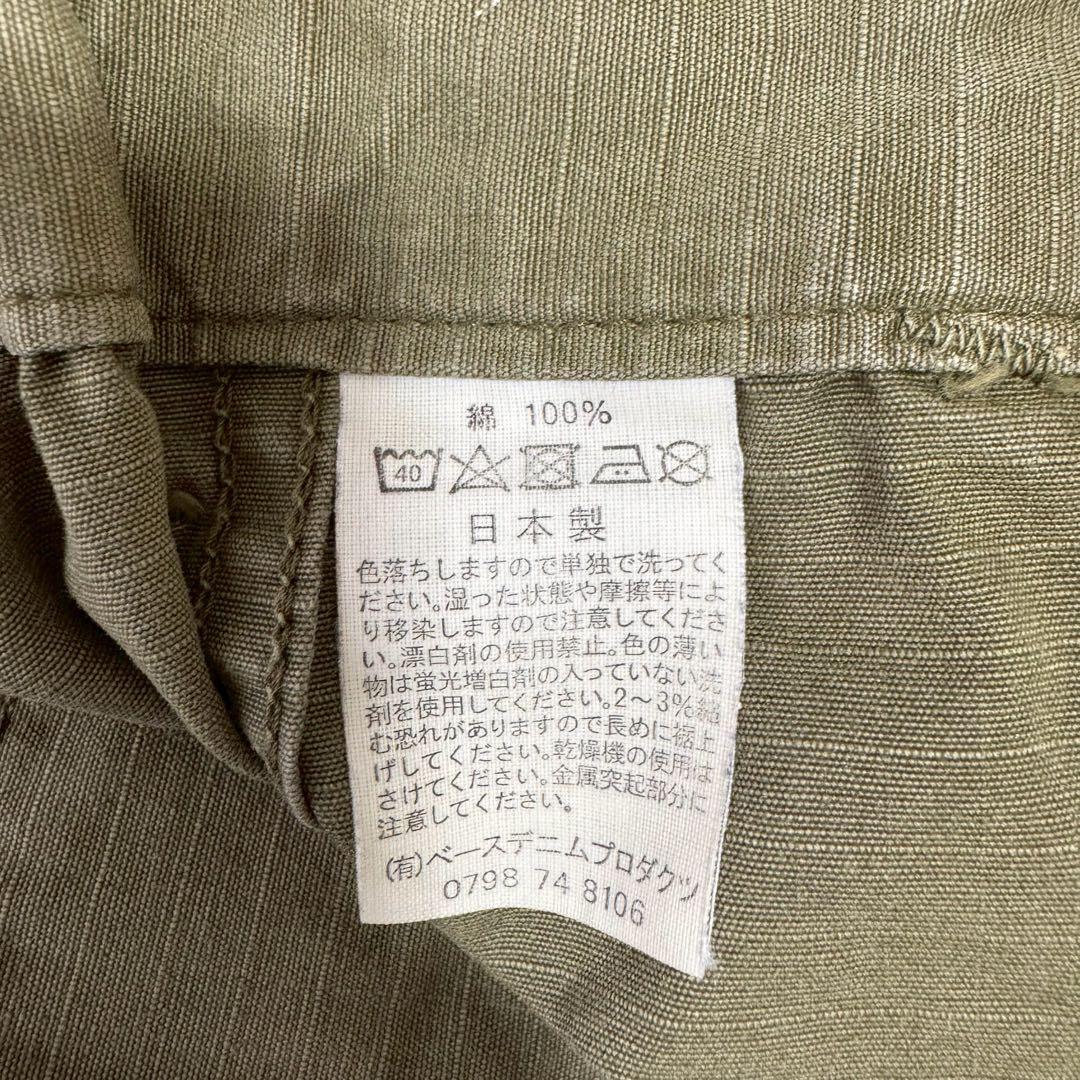 綿 100%
40
日本製
色落ちしますので単独で洗ってく
ださい。湿った状態や摩擦等によ
り移染しますので注意してくださ
い。漂白剤の使用禁止。色の薄い
物は蛍光増白剤の入っていない洗
剤を使用してください。2~3%縮
む恐れがありますので長めに裾上
げしてください。乾燥機の使用は
さけてください。金属突起部分に
注意してください。
(有)ベースデニムプロダクツ
0798 74 8106